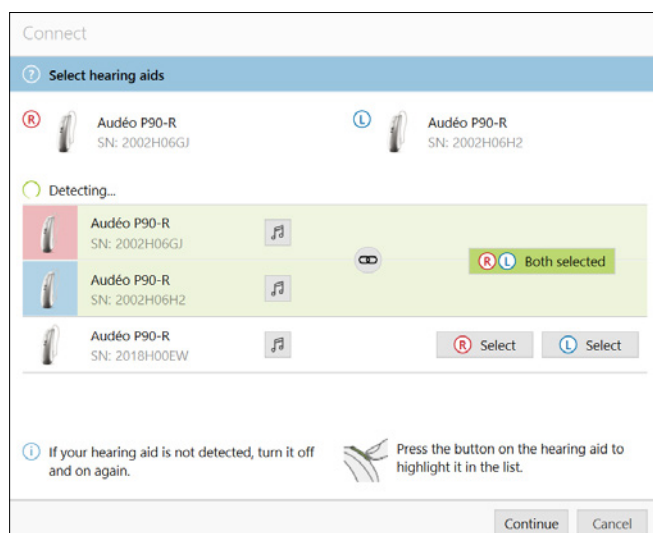 Connect
? Select hearing aids
R Audéo P90-R
SN: 2002H06GJ
L Audéo P90-R
SN: 2002H06H2
Detecting...
Audéo P90-R
SN: 2002H06GJ
Audéo P90-R
SN: 2002H06H2
R L Both selected
Audéo P90-R
SN: 2018H00EW
R Select L Select
i If your hearing aid is not detected, turn it off
and on again.
Press the button on the hearing aid to
highlight it in the list.
Continue Cancel